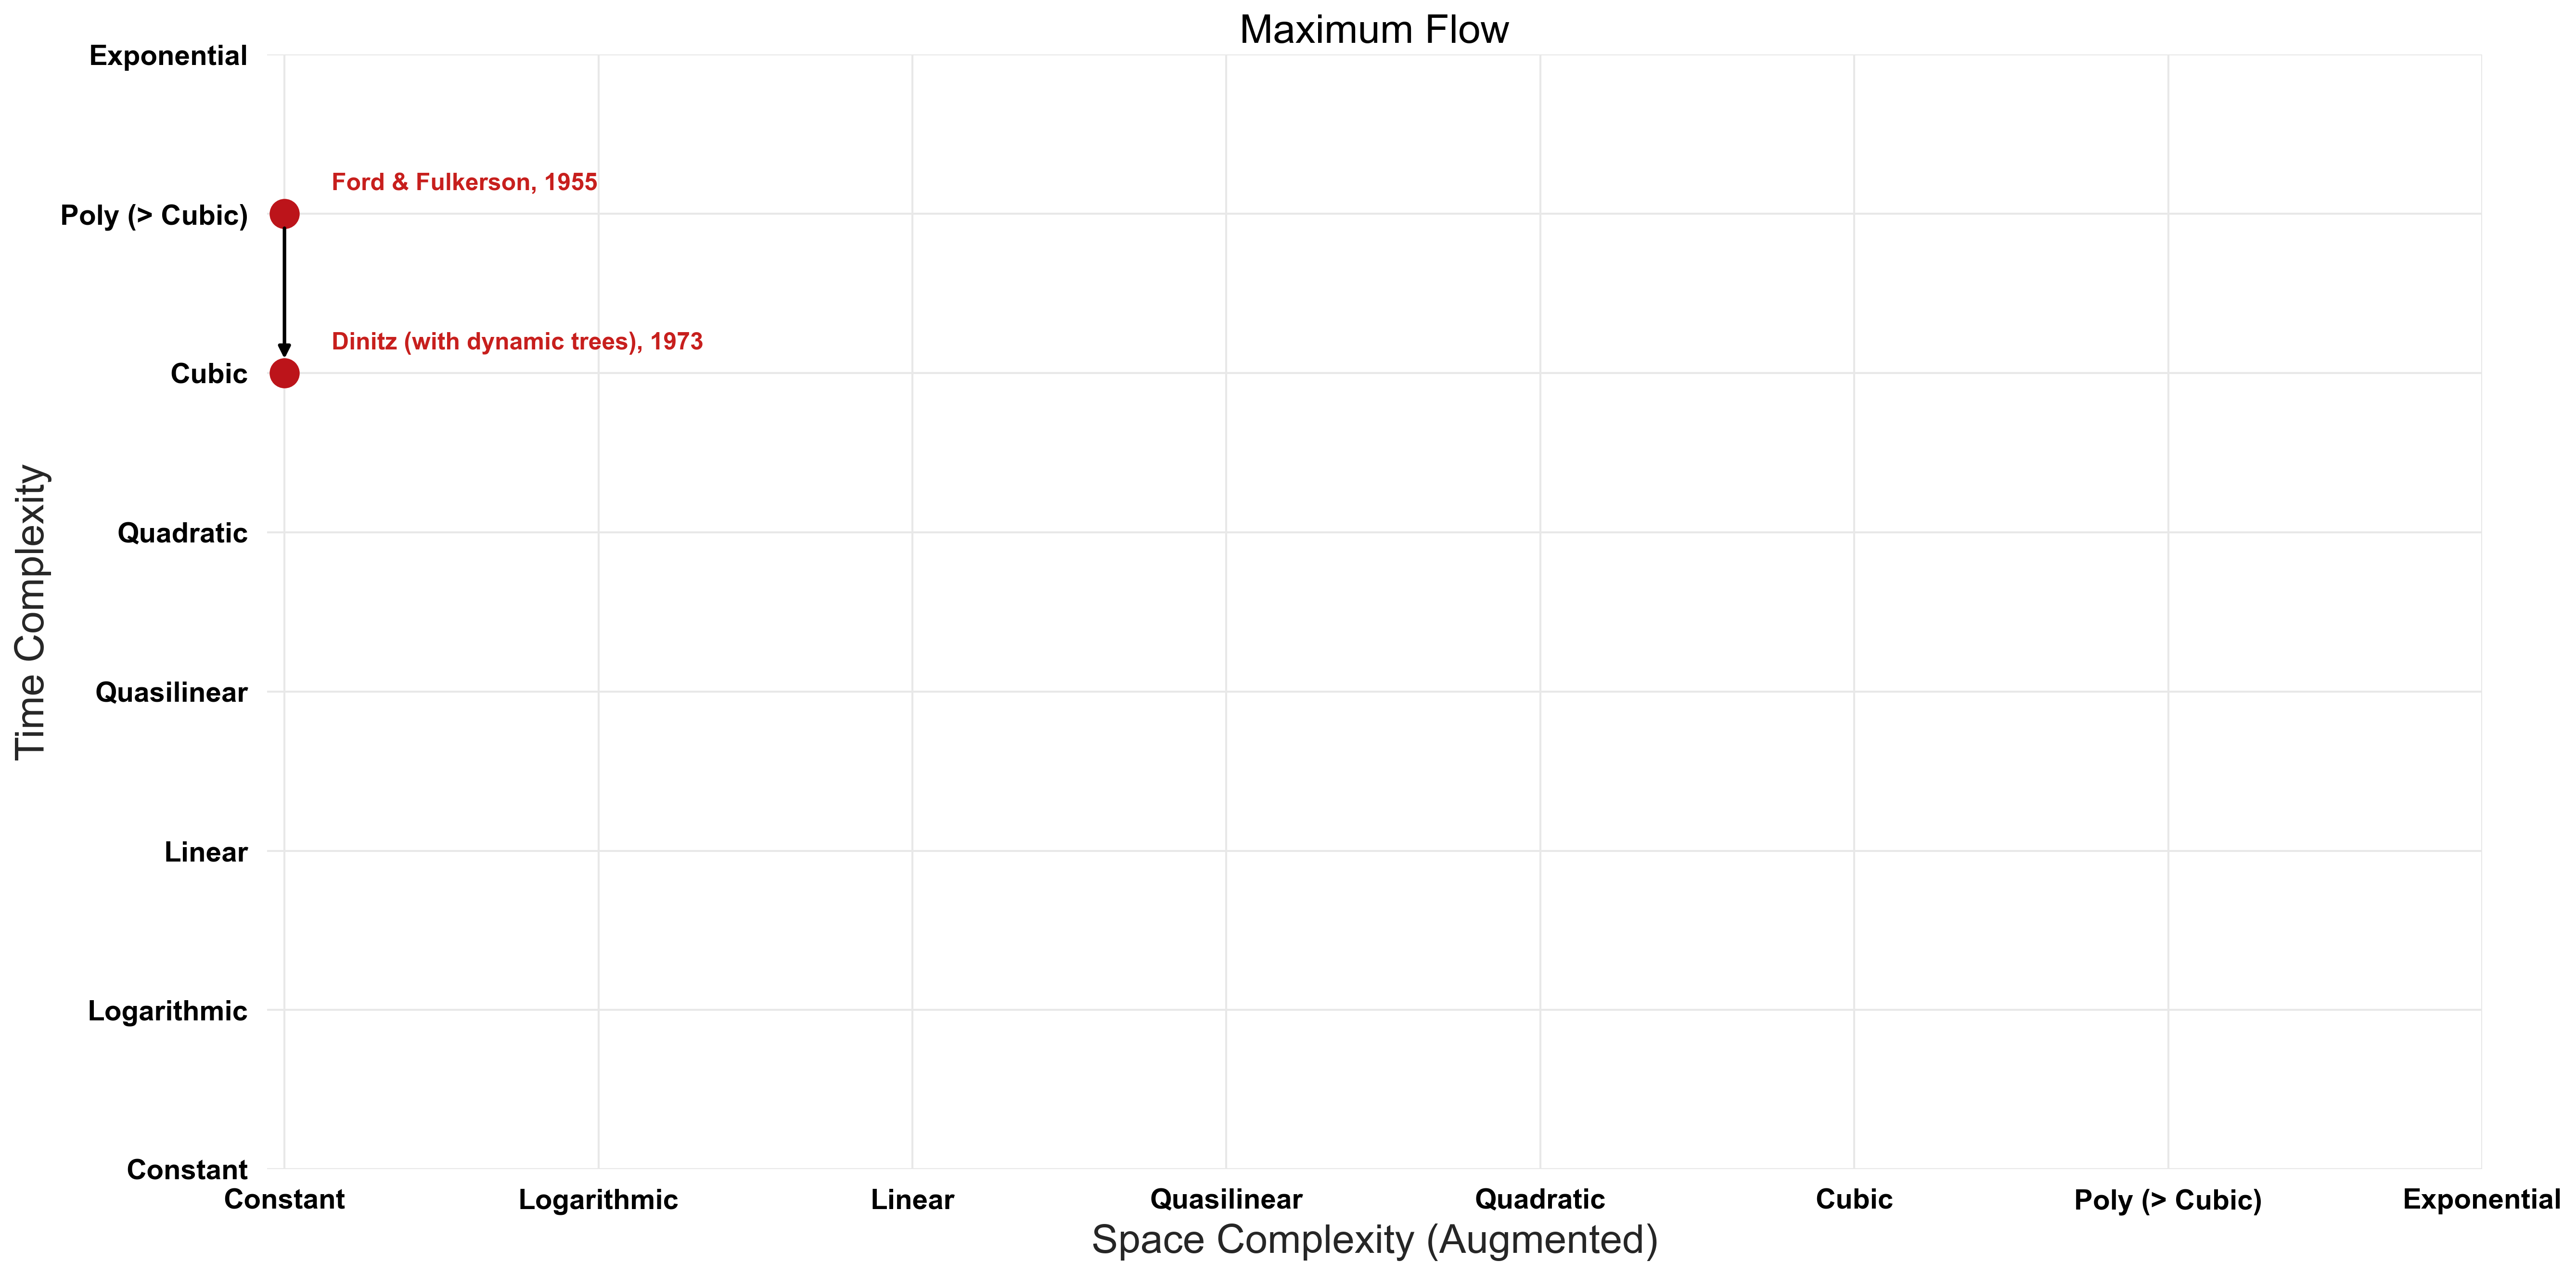 Maximum Flow
Exponential
Ford & Fulkerson, 1955
Poly (> Cubic)
Dinitz (with dynamic trees), 1973
Cubic
Quadratic
Time Complexity
Quasilinear
Linear
Logarithmic
Constant
Constant Logarithmic Linear Quasilinear Quadratic Cubic Poly (> Cubic) Exponential
Space Complexity (Augmented)